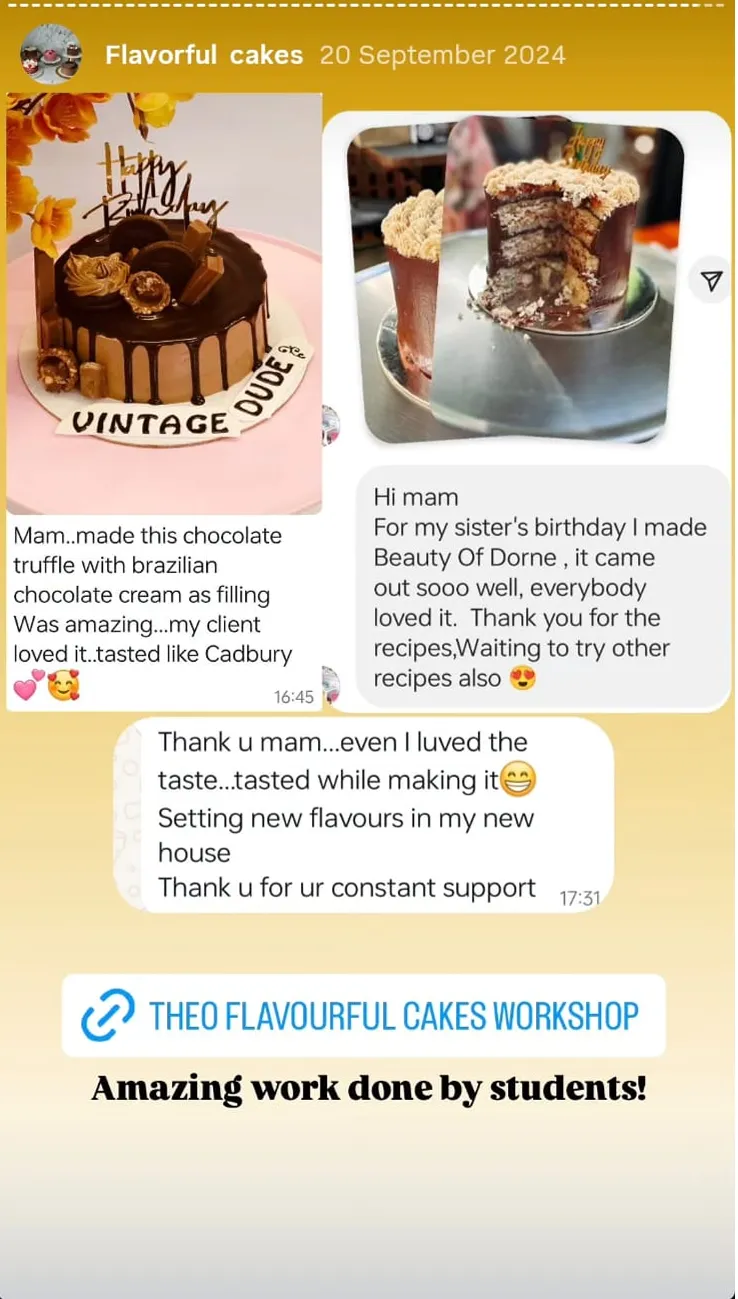 Flavorful cakes 20 September 2024
Happy
Birthday
VINTAGE DUDE
Mam..made this chocolate
truffle with brazilian
chocolate cream as filling
Was amazing...my client
loved it..tasted like Cadbury
💕🥰
16:45
Happy
Birthday
Hi mam
For my sister's birthday I made
Beauty Of Dorne , it came
out sooo well, everybody
loved it.  Thank you for the
recipes,Waiting to try other
recipes also 😍
Thank u mam...even I luved the
taste...tasted while making it😁
Setting new flavours in my new
house
Thank u for ur constant support
17:31
THEO FLAVOURFUL CAKES WORKSHOP
Amazing work done by students!